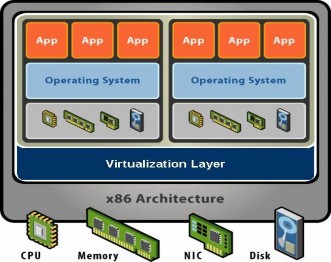 App App App App App App
Operating System Operating System
Virtualization Layer
x86 Architecture
CPU Memory NIC Disk